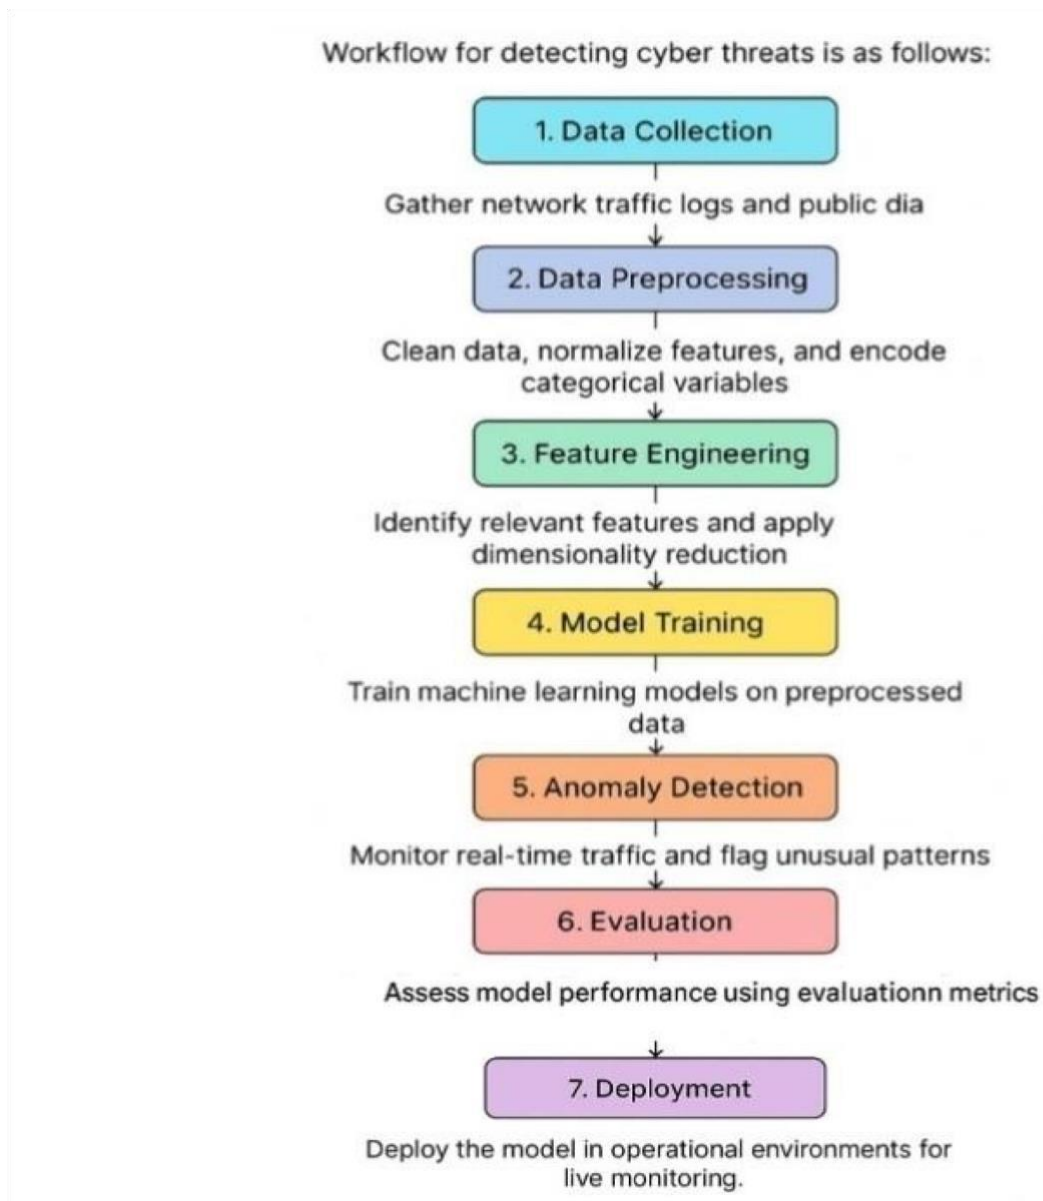 Workflow for detecting cyber threats is as follows:
1. Data Collection
Gather network traffic logs and public dia
2. Data Preprocessing
Clean data, normalize features, and encode
categorical variables
3. Feature Engineering
Identify relevant features and apply
dimensionality reduction
4. Model Training
Train machine learning models on preprocessed
data
5. Anomaly Detection
Monitor real-time traffic and flag unusual patterns
6. Evaluation
Assess model performance using evaluationn metrics
7. Deployment
Deploy the model in operational environments for
live monitoring.